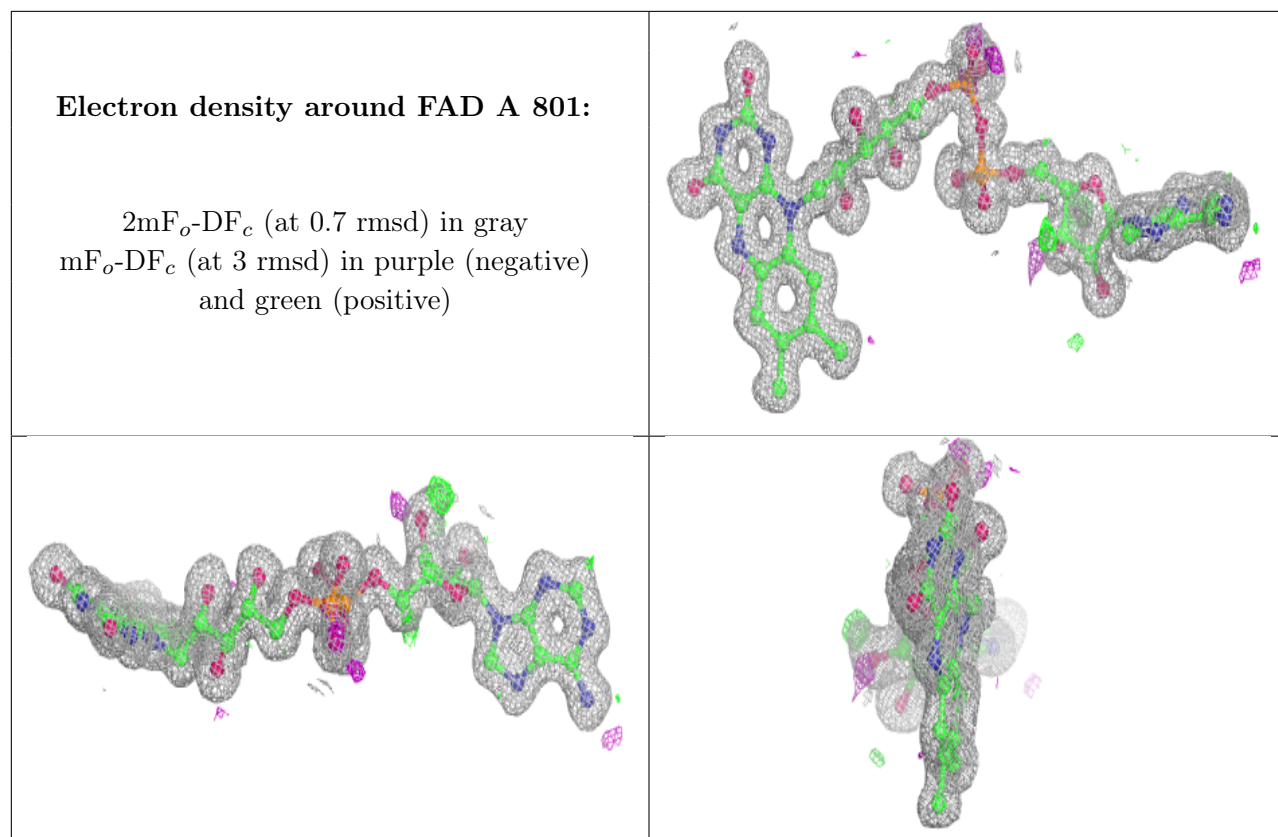 Electron density around FAD A 801:
2mFo-DFc (at 0.7 rmsd) in gray
mFo-DFc (at 3 rmsd) in purple (negative)
and green (positive)